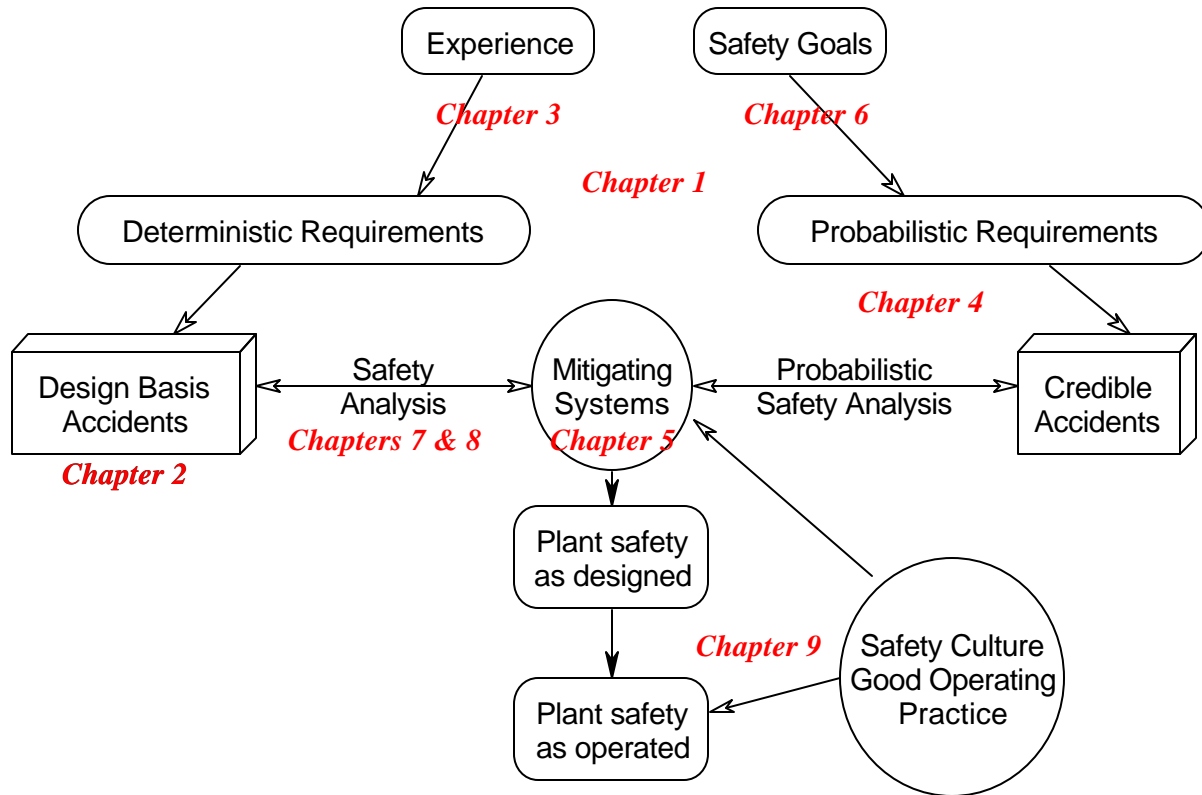 Experience
Safety Goals
Chapter 3
Chapter 6
Chapter 1
Deterministic Requirements
Probabilistic Requirements
Chapter 4
Design Basis
Accidents
Safety
Analysis
Mitigating
Systems
Probabilistic
Safety Analysis
Credible
Accidents
Chapter 2
Chapters 7 & 8
Chapter 5
Plant safety
as designed
Chapter 9
Safety Culture
Good Operating
Practice
Plant safety
as operated